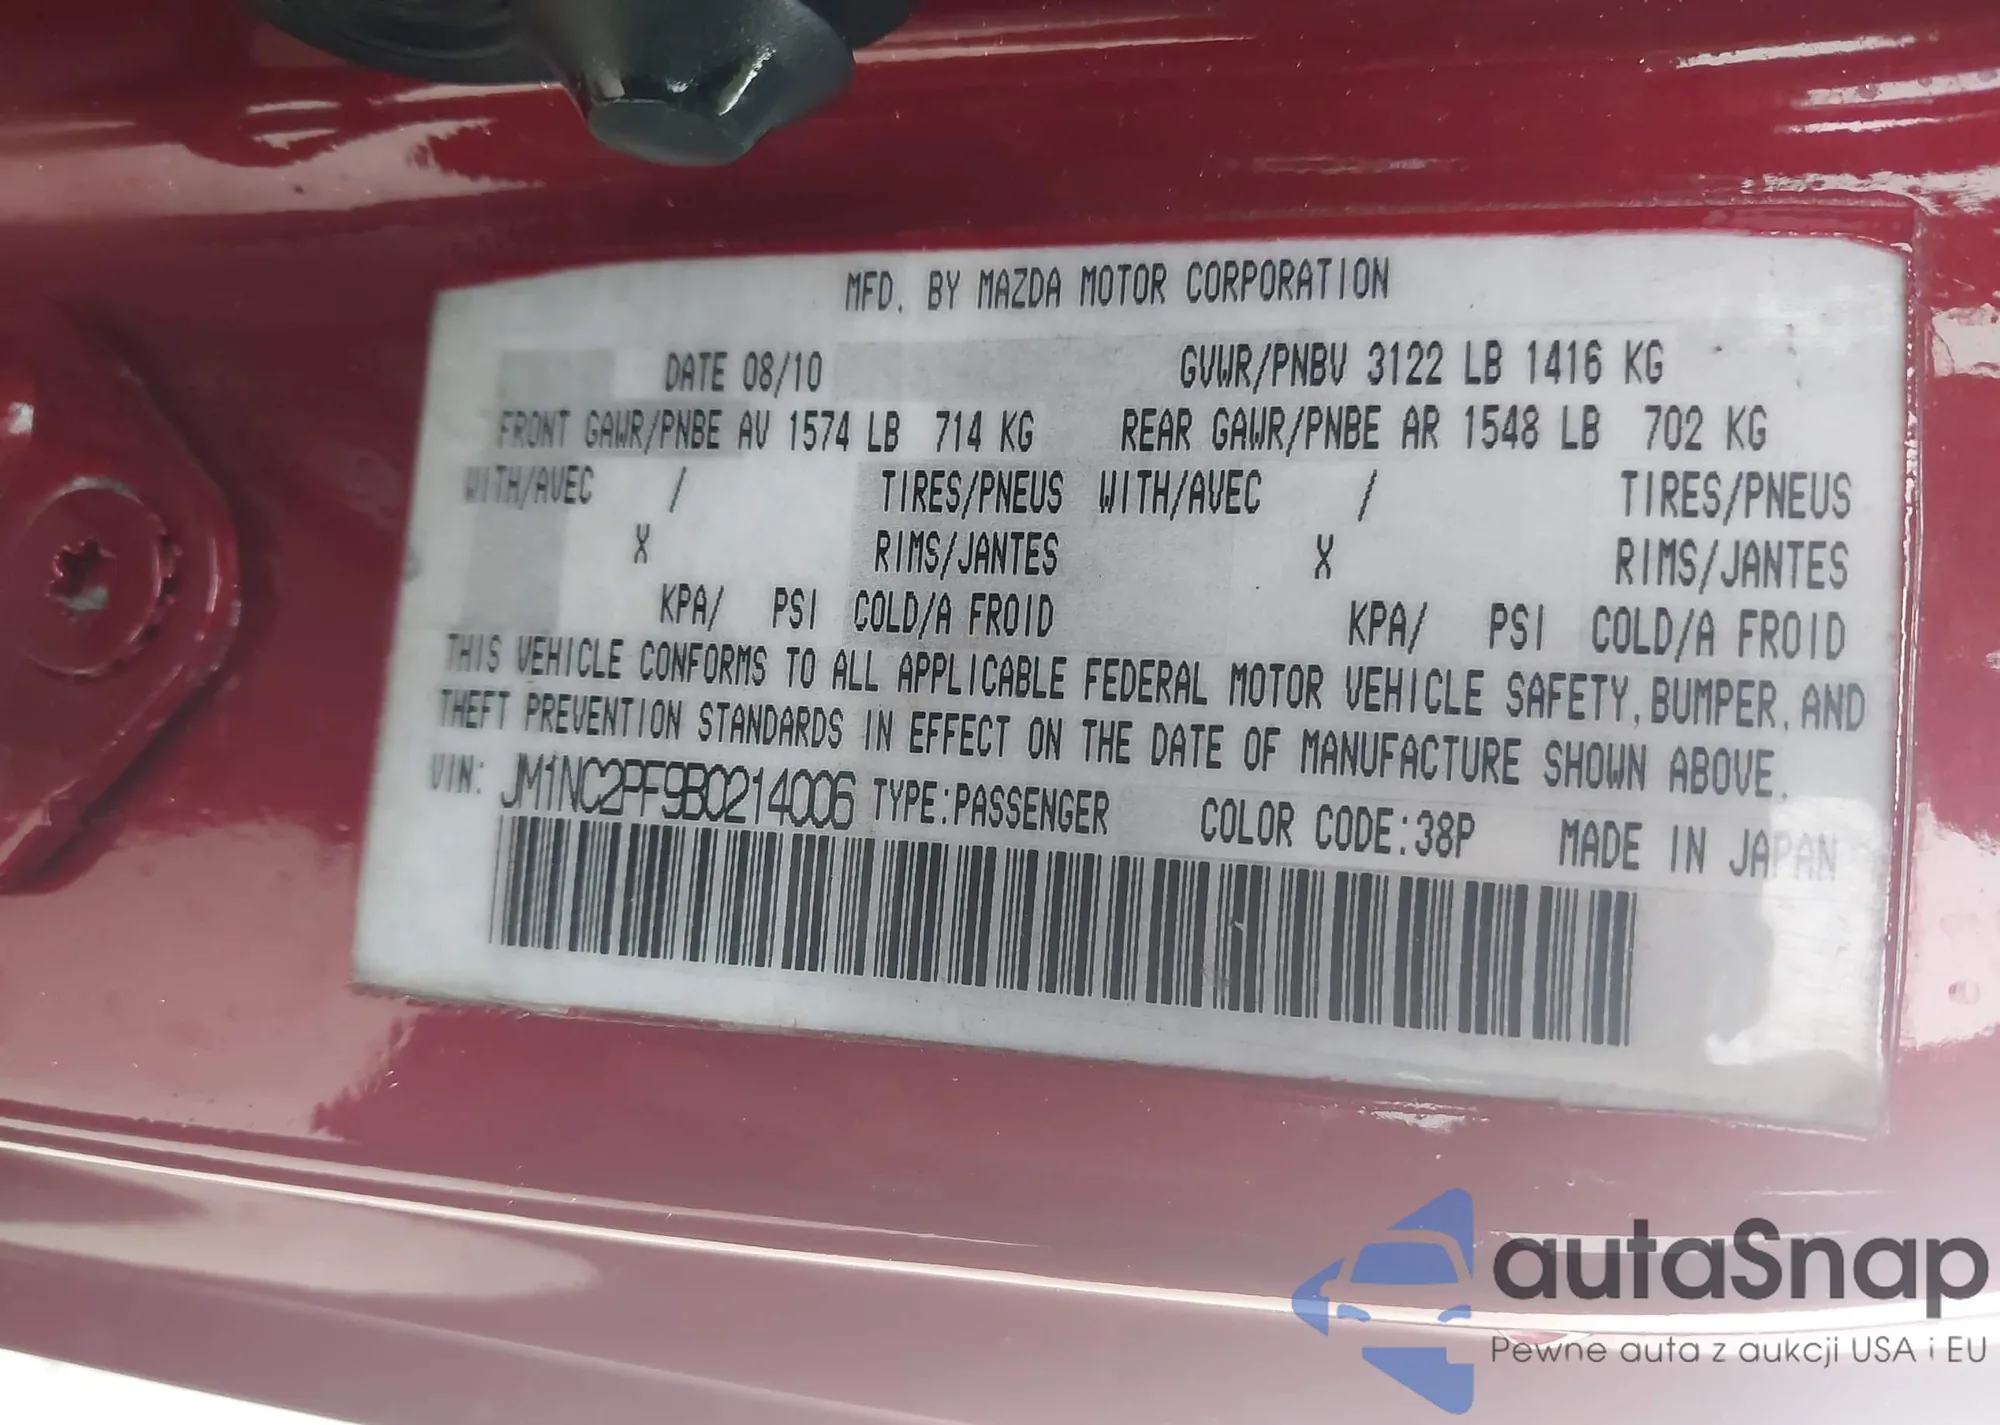 MFD. BY MAZDA MOTOR CORPORATION
DATE 08/10 GVWR/PNBV 3122 LB 1416 KG
FRONT GAWR/PNBE AV 1574 LB 714 KG REAR GAWR/PNBE AR 1548 LB 702 KG
WITH/AVEC / TIRES/PNEUS WITH/AVEC / TIRES/PNEUS
X RIMS/JANTES X RIMS/JANTES
KPA/ PSI COLD/A FROID KPA/ PSI COLD/A FROID
THIS VEHICLE CONFORMS TO ALL APPLICABLE FEDERAL MOTOR VEHICLE SAFETY, BUMPER, AND
THEFT PREVENTION STANDARDS IN EFFECT ON THE DATE OF MANUFACTURE SHOWN ABOVE.
VIN: JM1NC2PF9B0214006 TYPE:PASSENGER COLOR CODE:38P MADE IN JAPAN
autaSnap
Pewne auta z aukcji USA i EU